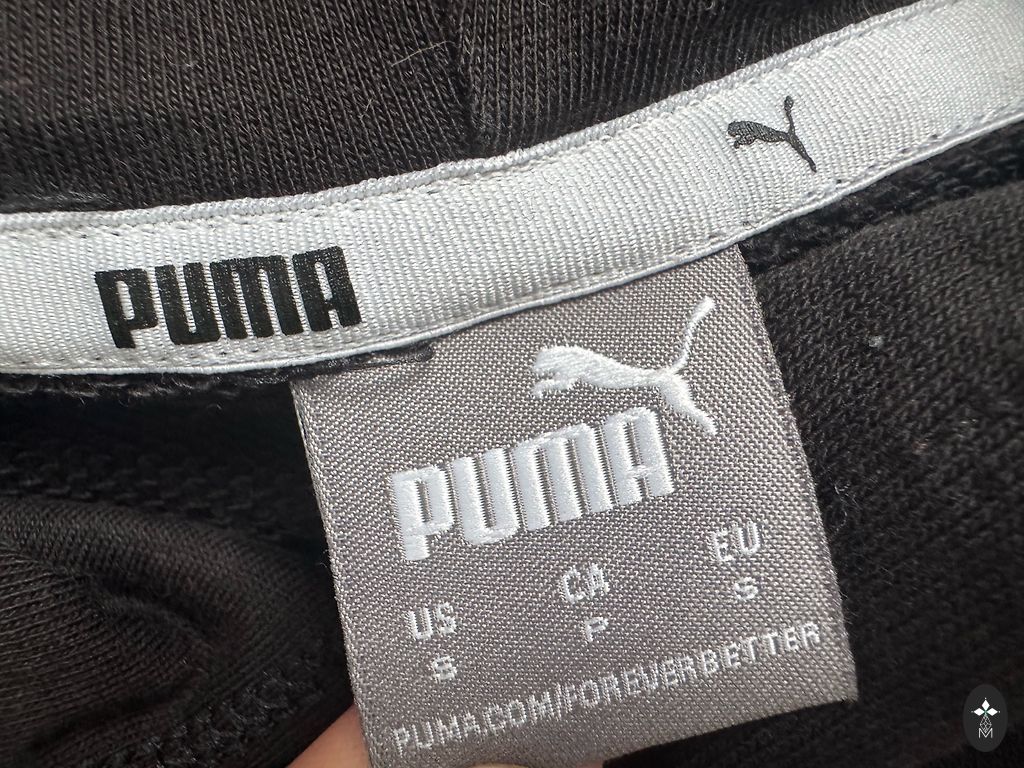 PUMA
PUMA
US CA EU
S P S
PUMA.COM/FOREVERBETTER
M